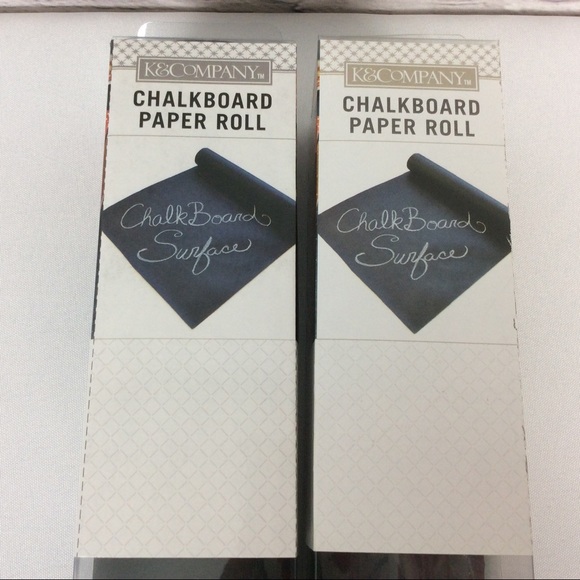 K&COMPANY™
CHALKBOARD
PAPER ROLL
ChalkBoard
Surface
K&COMPANY™
CHALKBOARD
PAPER ROLL
ChalkBoard
Surface